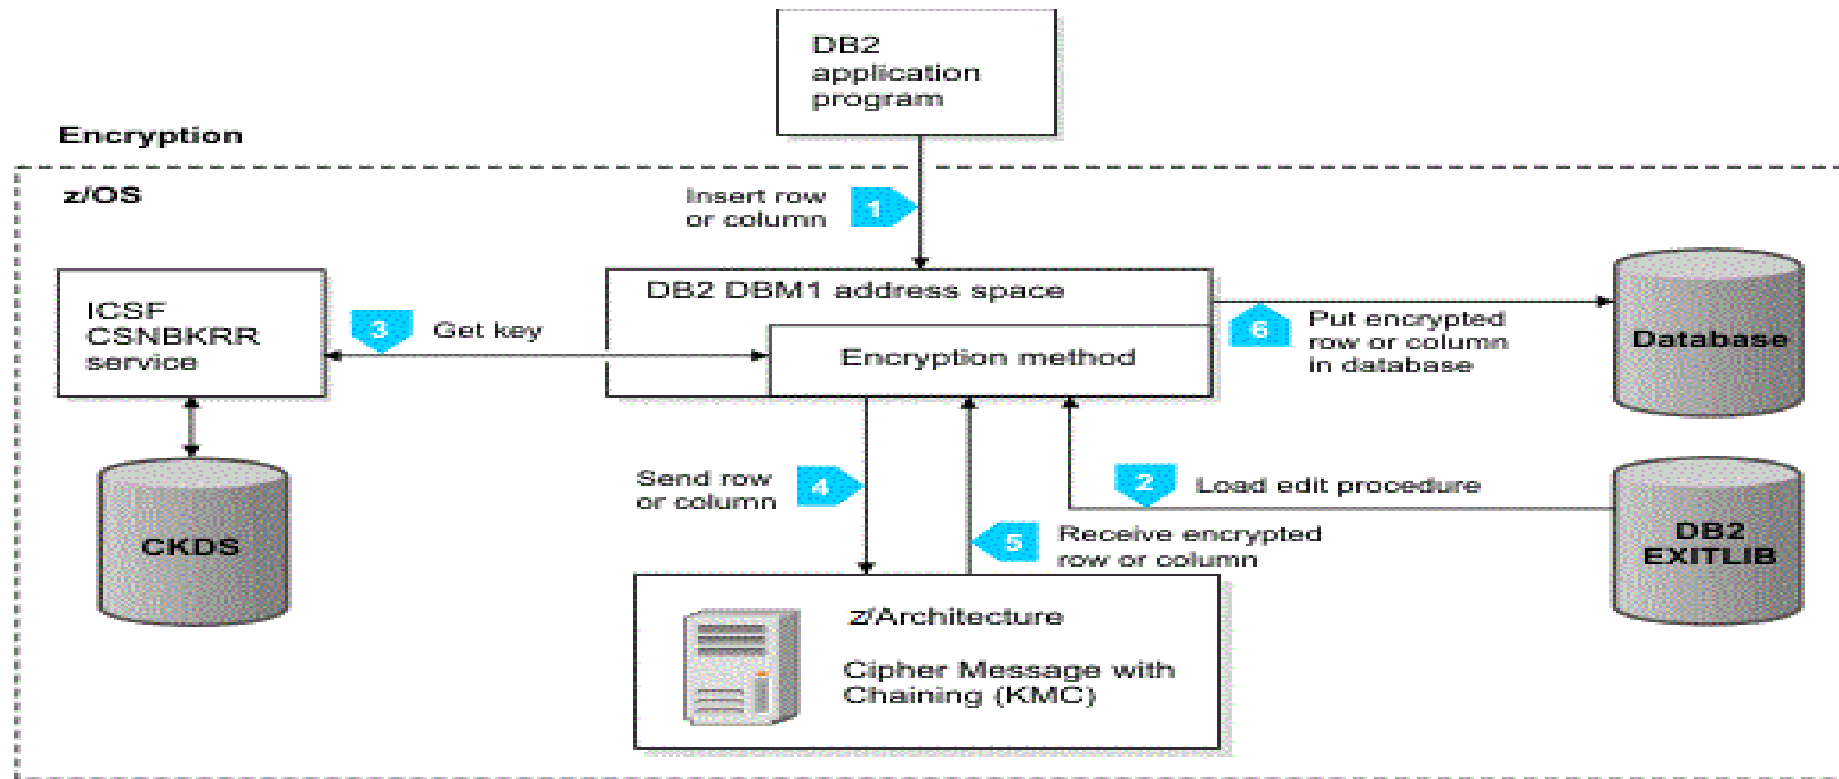 DB2
application
program
Encryption
z/OS
Insert row
or column
1
ICSF
CSNBKRR
service
3
Get key
DB2 DBM1 address space
Encryption method
6
Put encrypted
row or column
in database
Database
CKDS
Send row
or column
4
2
Load edit procedure
5
Receive encrypted
row or column
DB2
EXITLIB
z/Architecture
Cipher Message with
Chaining (KMC)